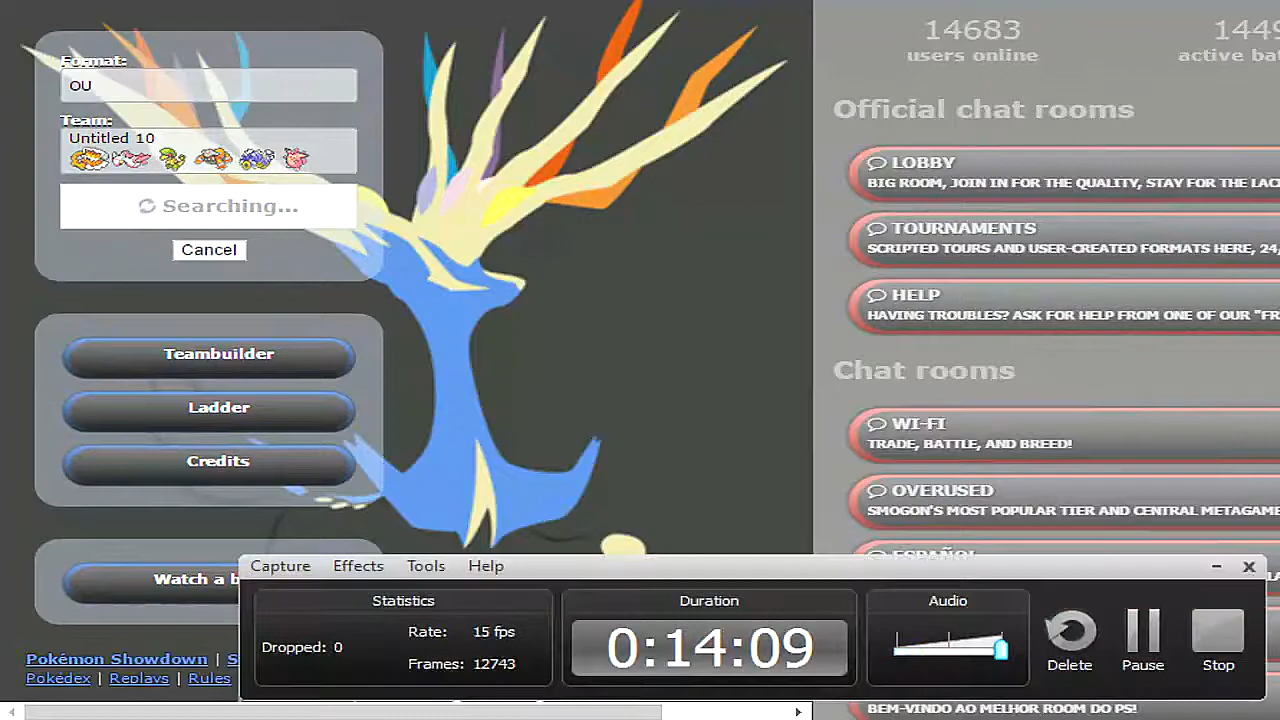 Format:
OU
Team:
Untitled 10
Searching...
Cancel
Teambuilder
Ladder
Credits
Watch a b
Pokémon Showdown | S
Pokédex | Replays | Rules
14683
users online
1449
active bat
Official chat rooms
LOBBY
BIG ROOM, JOIN IN FOR THE QUALITY, STAY FOR THE LAC
TOURNAMENTS
SCRIPTED TOURS AND USER-CREATED FORMATS HERE, 24/
HELP
HAVING TROUBLES? ASK FOR HELP FROM ONE OF OUR "FR
Chat rooms
WI-FI
TRADE, BATTLE, AND BREED!
OVERUSED
SMOGON'S MOST POPULAR TIER AND CENTRAL METAGAME
ESPAÑOL
BEM-VINDO AO MELHOR ROOM DO PS!
Capture Effects Tools Help
Statistics
Dropped: 0
Rate: 15 fps
Frames: 12743
Duration
0:14:09
Audio
Delete
Pause
Stop